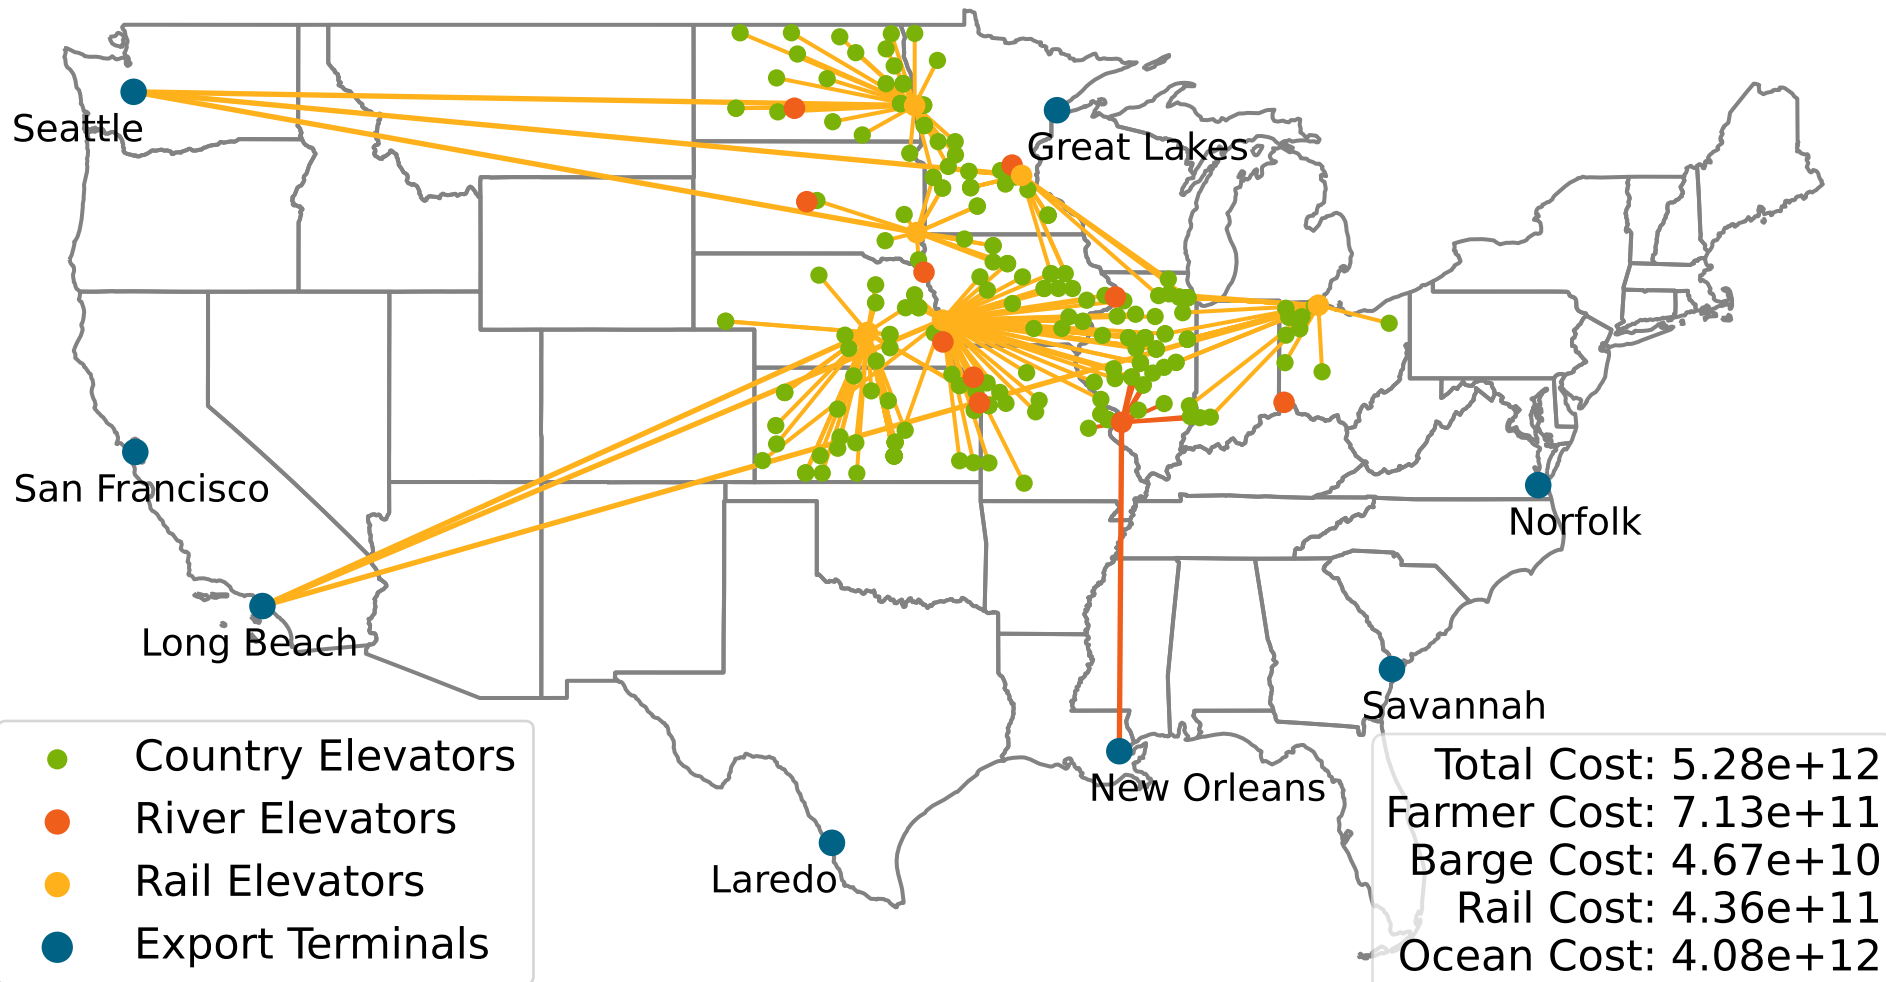 Seattle
Great Lakes
San Francisco
Norfolk
Long Beach
Savannah
New Orleans
Laredo
Country Elevators
River Elevators
Rail Elevators
Export Terminals
Total Cost: 5.28e+12
Farmer Cost: 7.13e+11
Barge Cost: 4.67e+10
Rail Cost: 4.36e+11
Ocean Cost: 4.08e+12